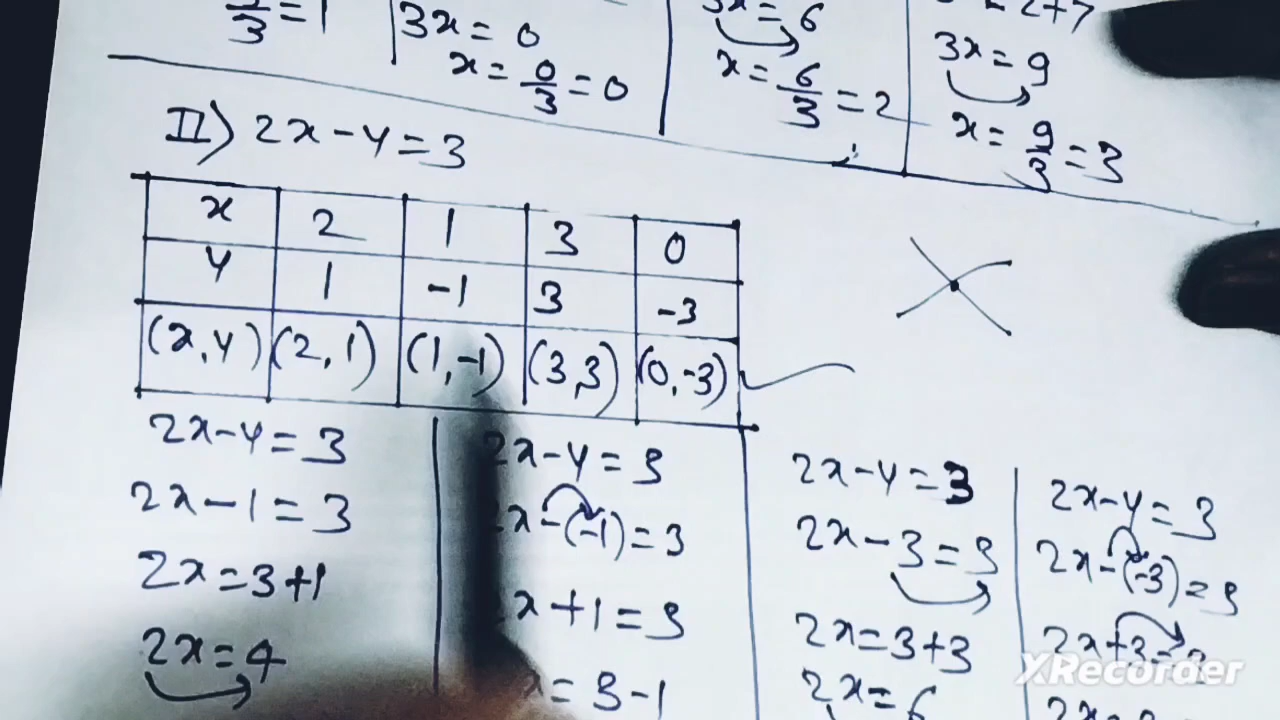 3x = 0
x = 0/3 = 0
x = 6/3 = 2
3x = 9
x = 9/3 = 3
II) 2x - y = 3
x 2 1 3 0
y 1 -1 3 -3
(x, y) (2, 1) (1, -1) (3, 3) (0, -3)
2x - y = 3
2x - 1 = 3
2x = 3 + 1
2x = 4
2x - y = 3
x - (-1) = 3
x + 1 = 3
= 3 - 1
2x - y = 3
2x - 3 = 3
2x = 3 + 3
2x = 6
2x - y = 3
2x - (-3) = 3
2x + 3 = 3
XRecorder